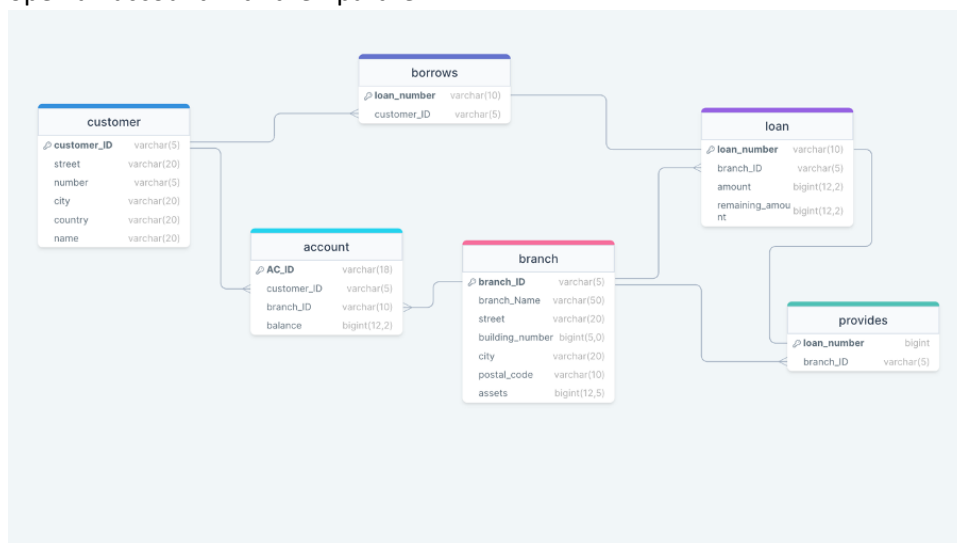 borrows
loan_number varchar(10)
customer_ID varchar(5)
customer
customer_ID varchar(5)
street varchar(20)
number varchar(5)
city varchar(20)
country varchar(20)
name varchar(20)
loan
loan_number varchar(10)
branch_ID varchar(5)
amount bigint(12,2)
remaining_amou
nt bigint(12,2)
account
AC_ID varchar(18)
customer_ID varchar(5)
branch_ID varchar(10)
balance bigint(12,2)
branch
branch_ID varchar(5)
branch_Name varchar(50)
street varchar(20)
building_number bigint(5,0)
city varchar(20)
postal_code varchar(10)
assets bigint(12,5)
provides
loan_number bigint
branch_ID varchar(5)